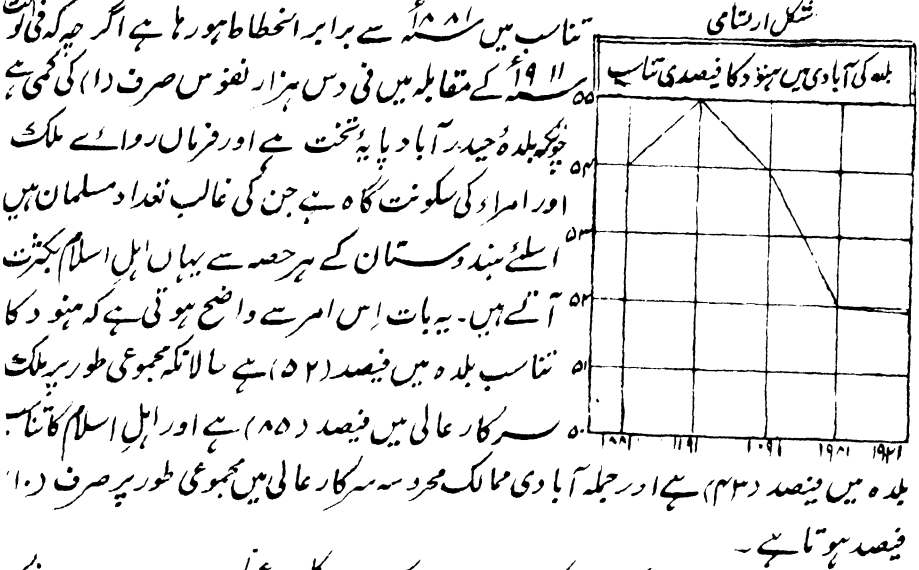 شکل ارتسامی
بلدہ کی آبادی میں ہنود کا فیصدی تناسب
۵۵
۵۴
۵۳
۵۲
۵۱
۵۰
۱۸۸۱ ۱۸۹۱ ۱۹۰۱ ۱۹۱۱ ۱۹۲۱
تناسب میں ۱۸۸۱ء سے برابر انحطاط ہو رہا ہے اگر چہ کہ فی الوقت
۱۹۱۱ء کے مقابلہ میں فی دس ہزار نفوس صرف (۱) کی کمی ہے
چونکہ بلدۂ حیدرآباد پایۂ تخت ہے اور فرماں رواے ملک
اور امراء کی سکونت گاہ ہے جن کی غالب تعداد مسلمان ہیں
اسلئے ہندوستان کے ہر حصہ سے یہاں اہل اسلام بکثرت
آتے ہیں۔ یہ بات اِس امر سے واضح ہوتی ہے کہ ہنود کا
تناسب بلدہ میں فیصد (۵۲) ہے حالانکہ مجموعی طور پر ملک
سرکار عالی میں فیصد (۸۵) ہے اور اہل اسلام کا تناسب
بلدہ میں فیصد (۴۳) ہے اور جملہ آبادی ممالک محروسہ سرکار عالی میں مجموعی طور پر صرف (۱۰)
فیصد ہوتا ہے۔